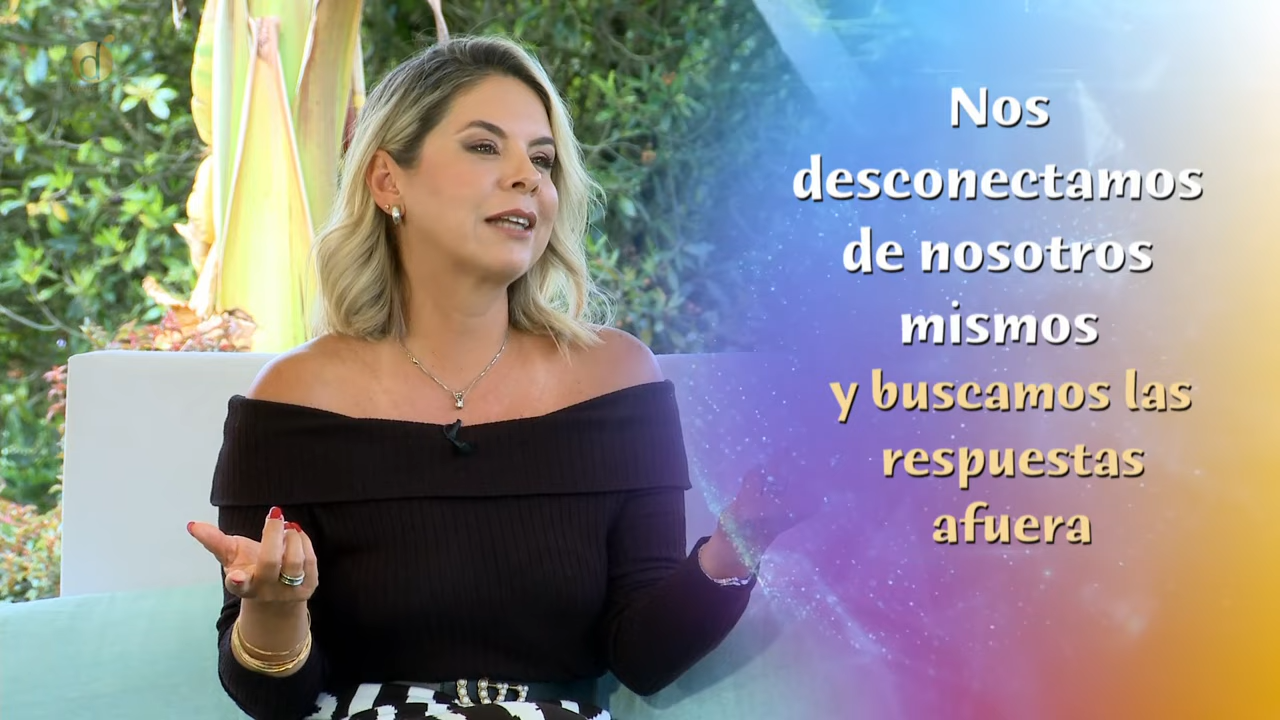 Nos
desconectamos
de nosotros
mismos
y buscamos las
respuestas
afuera